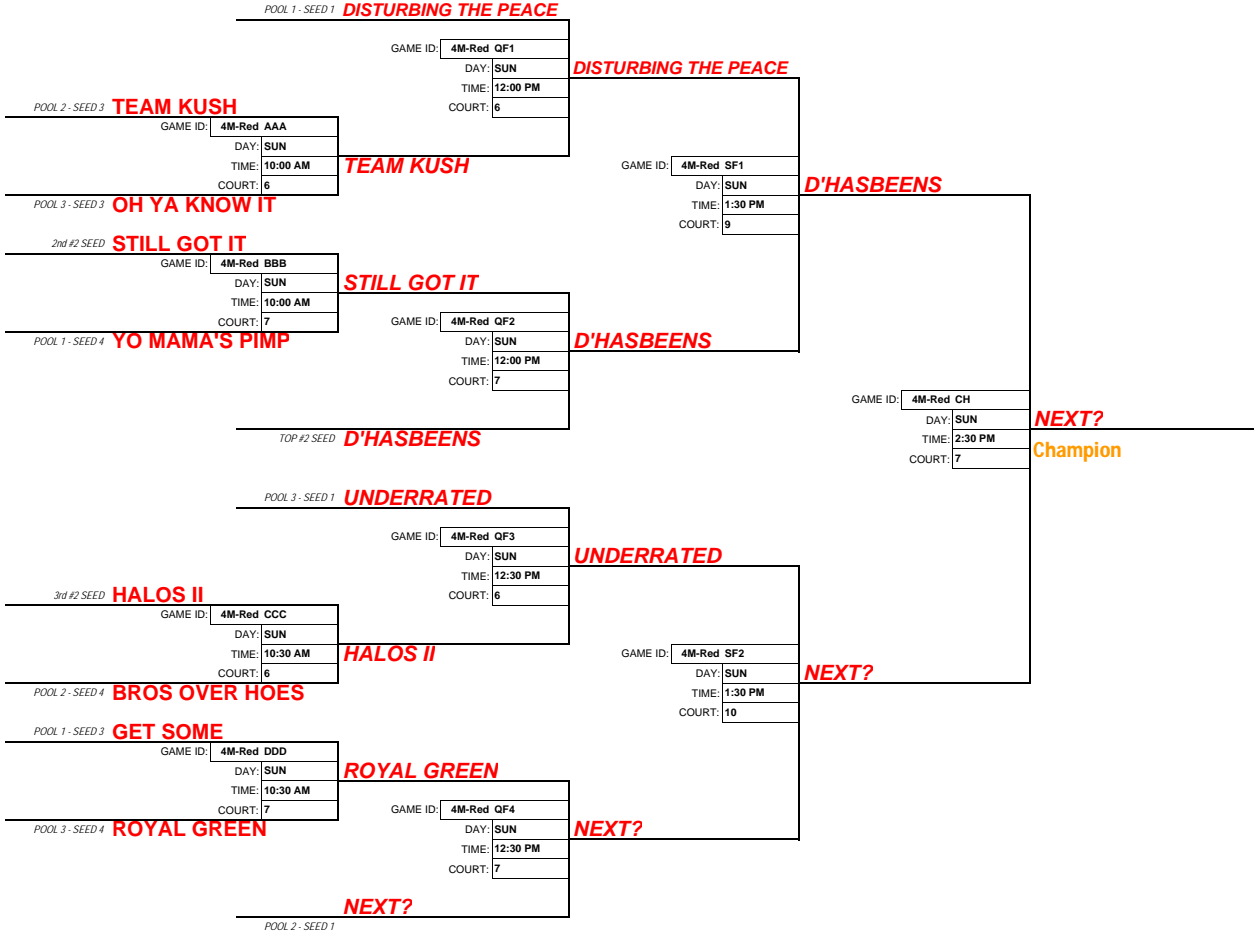 POOL 1 - SEED 1 DISTURBING THE PEACE
GAME ID: 4M-Red QF1
DAY: SUN
TIME: 12:00 PM
COURT: 6
DISTURBING THE PEACE
POOL 2 - SEED 3 TEAM KUSH
GAME ID: 4M-Red AAA
DAY: SUN
TIME: 10:00 AM
COURT: 6
TEAM KUSH
POOL 3 - SEED 3 OH YA KNOW IT
GAME ID: 4M-Red SF1
DAY: SUN
TIME: 1:30 PM
COURT: 9
D'HASBEENS
2nd #2 SEED STILL GOT IT
GAME ID: 4M-Red BBB
DAY: SUN
TIME: 10:00 AM
COURT: 7
STILL GOT IT
POOL 1 - SEED 4 YO MAMA'S PIMP
GAME ID: 4M-Red QF2
DAY: SUN
TIME: 12:00 PM
COURT: 7
D'HASBEENS
TOP #2 SEED D'HASBEENS
GAME ID: 4M-Red CH
DAY: SUN
TIME: 2:30 PM
COURT: 7
NEXT?
Champion
POOL 3 - SEED 1 UNDERRATED
GAME ID: 4M-Red QF3
DAY: SUN
TIME: 12:30 PM
COURT: 6
UNDERRATED
3rd #2 SEED HALOS II
GAME ID: 4M-Red CCC
DAY: SUN
TIME: 10:30 AM
COURT: 6
HALOS II
POOL 2 - SEED 4 BROS OVER HOES
GAME ID: 4M-Red SF2
DAY: SUN
TIME: 1:30 PM
COURT: 10
NEXT?
POOL 1 - SEED 3 GET SOME
GAME ID: 4M-Red DDD
DAY: SUN
TIME: 10:30 AM
COURT: 7
ROYAL GREEN
POOL 3 - SEED 4 ROYAL GREEN
GAME ID: 4M-Red QF4
DAY: SUN
TIME: 12:30 PM
COURT: 7
NEXT?
NEXT?
POOL 2 - SEED 1